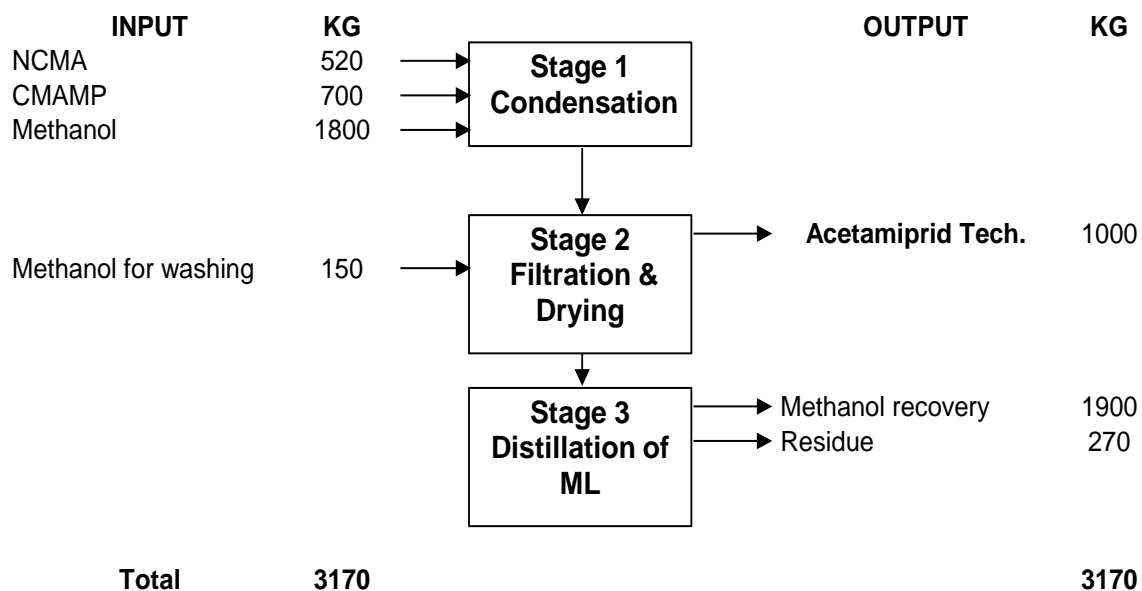 INPUT KG OUTPUT KG
NCMA 520
CMAMP 700
Methanol 1800
Stage 1
Condensation
Methanol for washing 150
Stage 2
Filtration &
Drying
Acetamiprid Tech. 1000
Stage 3
Distillation of
ML
Methanol recovery 1900
Residue 270
Total 3170 3170